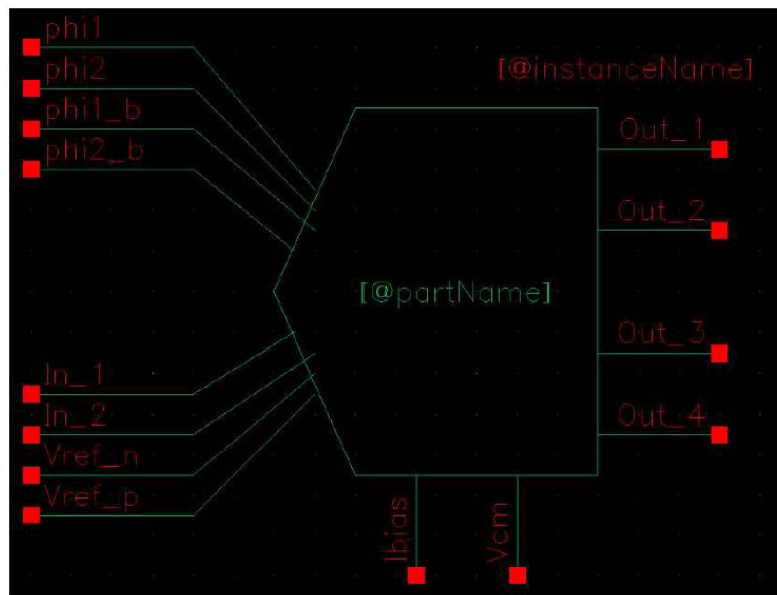 phi1
[@instanceName]
phi2
phi1_b
Out_1
phi2_b
Out_2
[@partName]
Out_3
In_1
In_2
Out_4
Vref_n
Vref_p
Ibias
Vcm